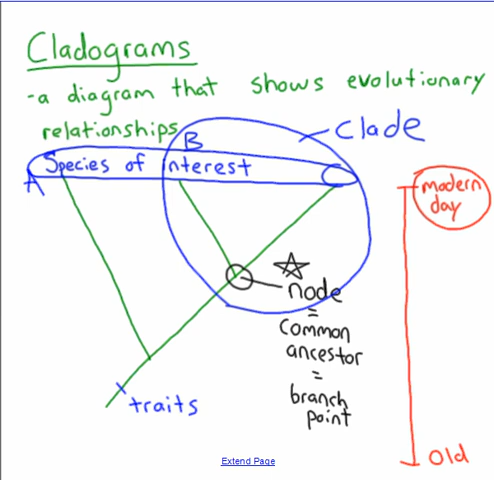 Cladograms
-a diagram that shows evolutionary
relationships
B
clade
A
Species of interest
modern
day
node
=
common
ancestor
=
branch
point
traits
old
Extend Page